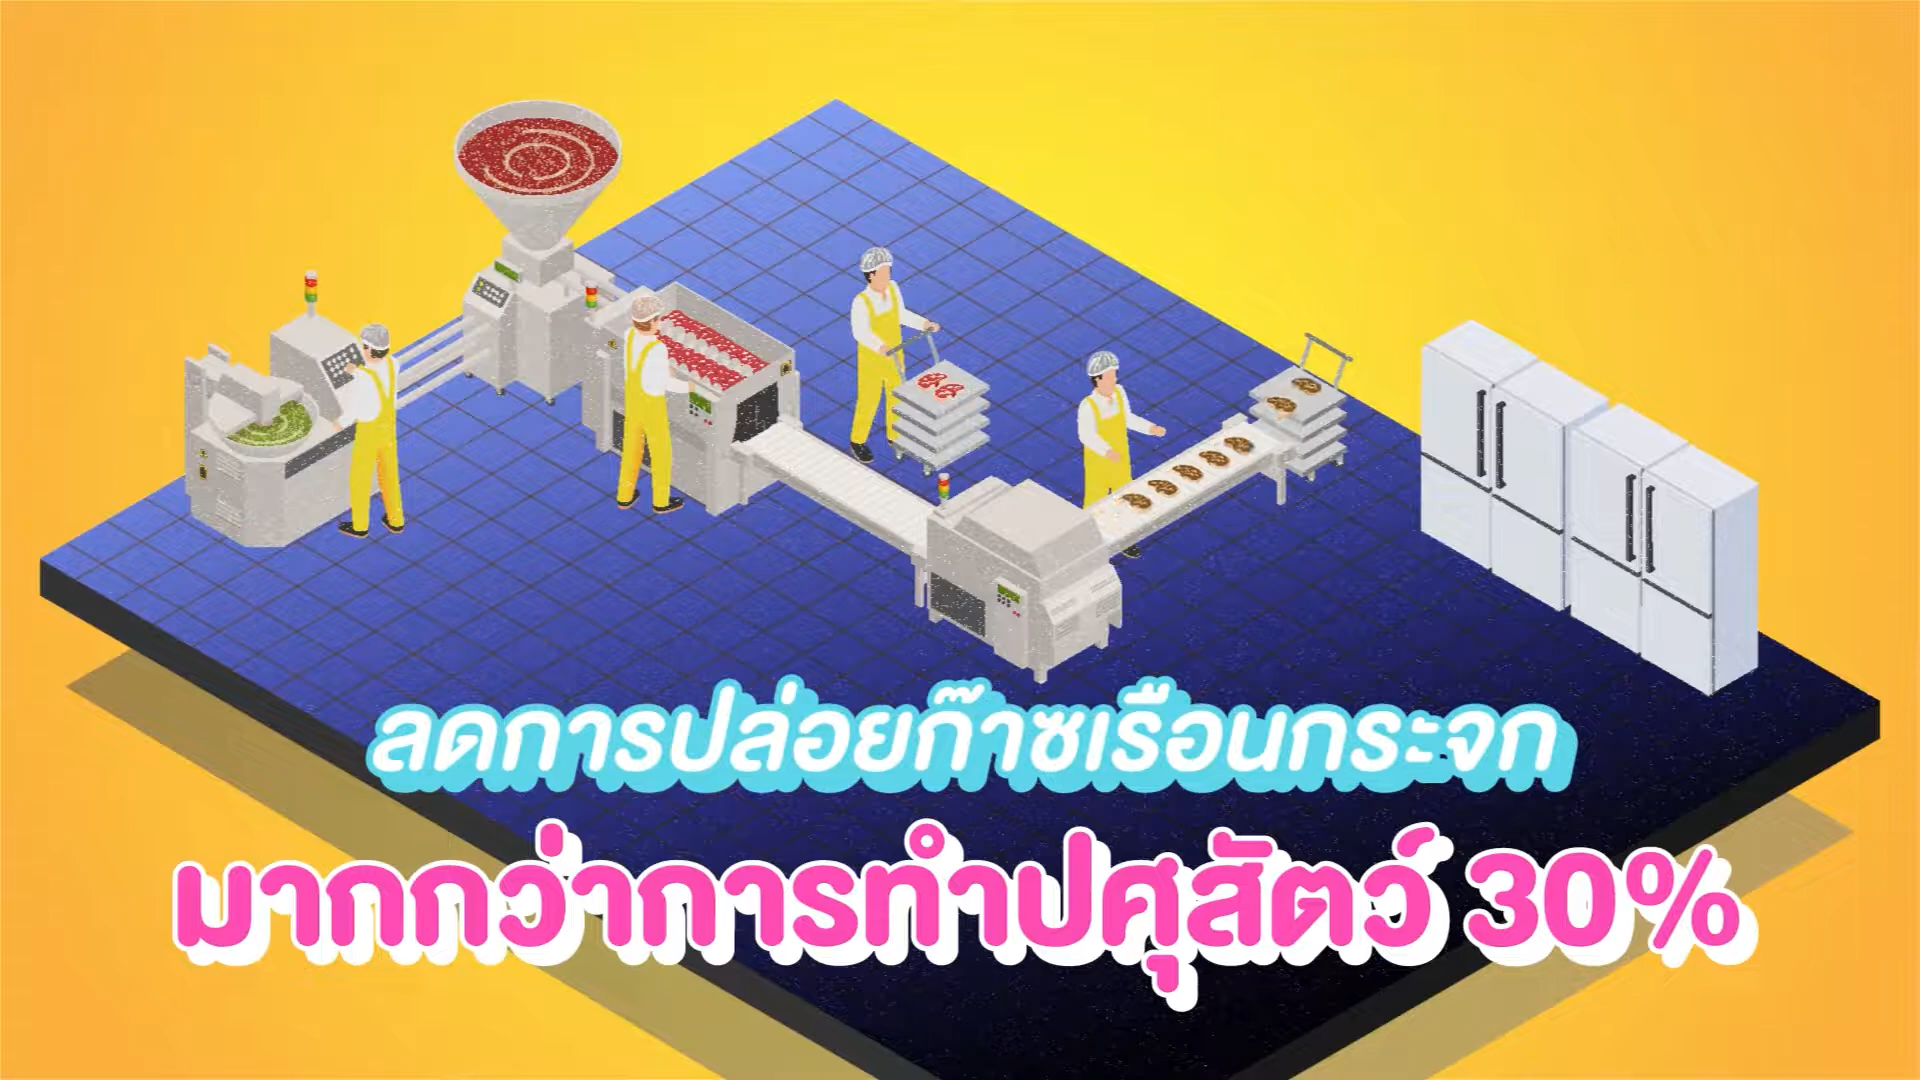 ลดการปล่อยก๊าซเรือนกระจก
มากกว่าการทำปศุสัตว์ 30%